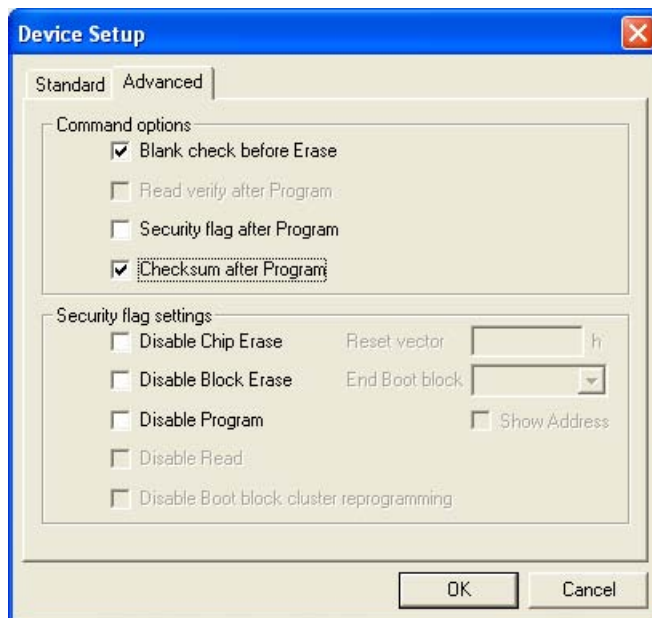 Device Setup
Standard
Advanced
Command options
Blank check before Erase
Read verify after Program
Security flag after Program
Checksum after Program
Security flag settings
Disable Chip Erase
Reset vector
h
Disable Block Erase
End Boot block
Disable Program
Show Address
Disable Read
Disable Boot block cluster reprogramming
OK
Cancel